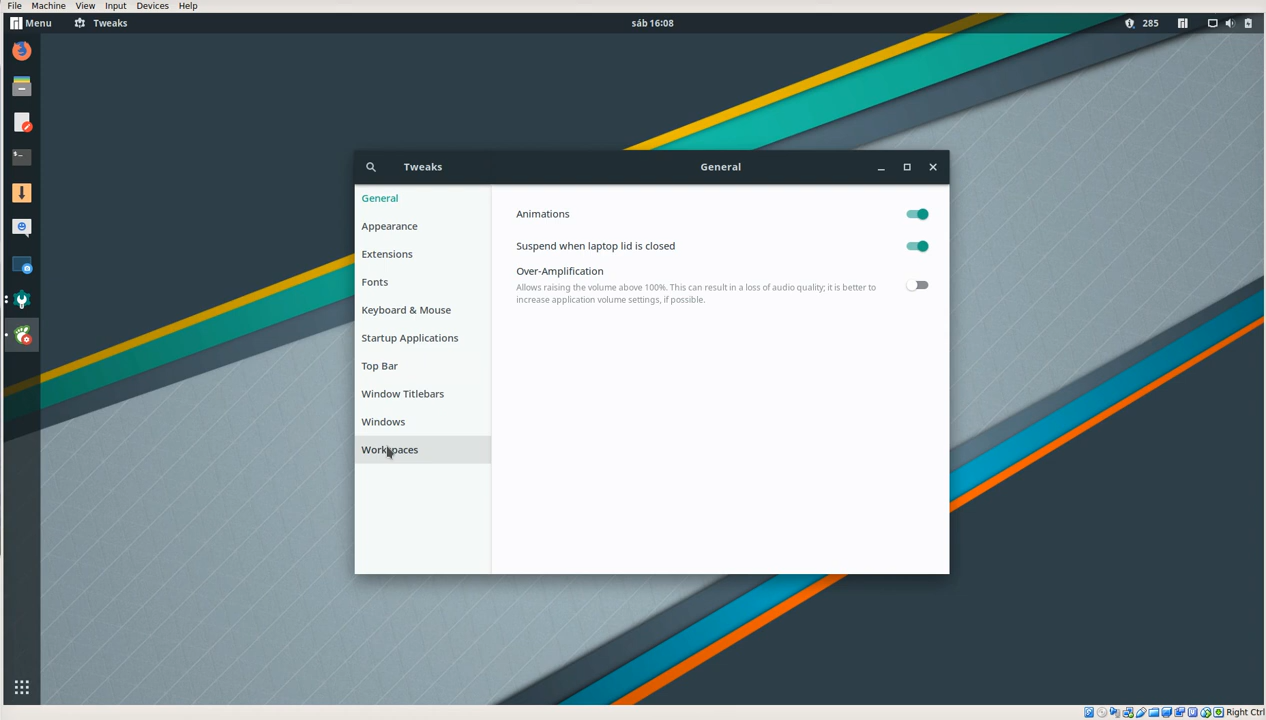 File Machine View Input Devices Help
Menu Tweaks sáb 16:08 285
Tweaks General
General
Appearance
Extensions
Fonts
Keyboard & Mouse
Startup Applications
Top Bar
Window Titlebars
Windows
Workspaces
Animations
Suspend when laptop lid is closed
Over-Amplification
Allows raising the volume above 100%. This can result in a loss of audio quality; it is better to
increase application volume settings, if possible.
Right Ctrl